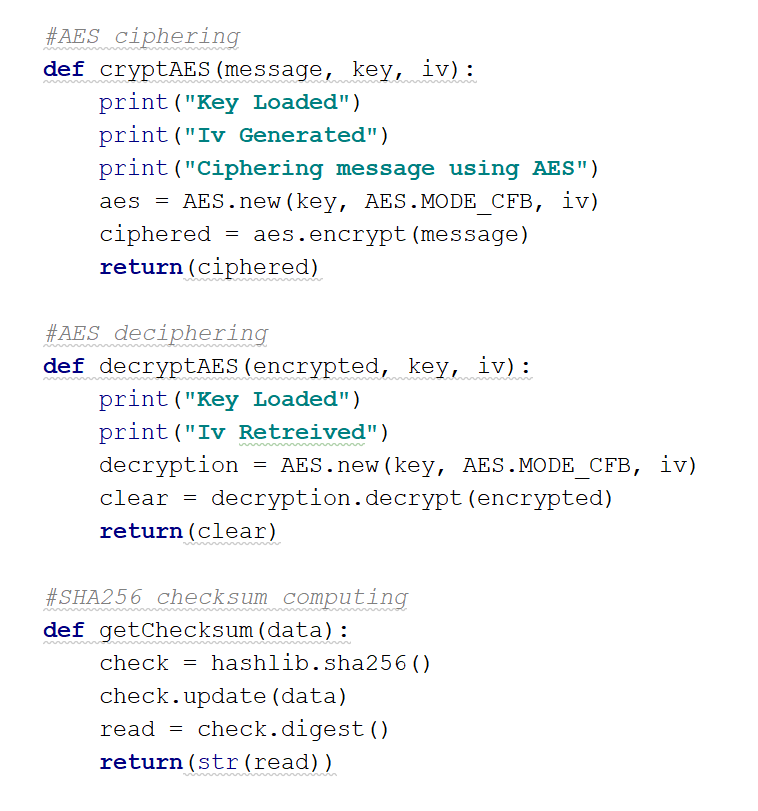 #AES ciphering
def cryptAES(message, key, iv):
    print("Key Loaded")
    print("Iv Generated")
    print("Ciphering message using AES")
    aes = AES.new(key, AES.MODE_CFB, iv)
    ciphered = aes.encrypt(message)
    return(ciphered)

#AES deciphering
def decryptAES(encrypted, key, iv):
    print("Key Loaded")
    print("Iv Retreived")
    decryption = AES.new(key, AES.MODE_CFB, iv)
    clear = decryption.decrypt(encrypted)
    return(clear)

#SHA256 checksum computing
def getChecksum(data):
    check = hashlib.sha256()
    check.update(data)
    read = check.digest()
    return(str(read))